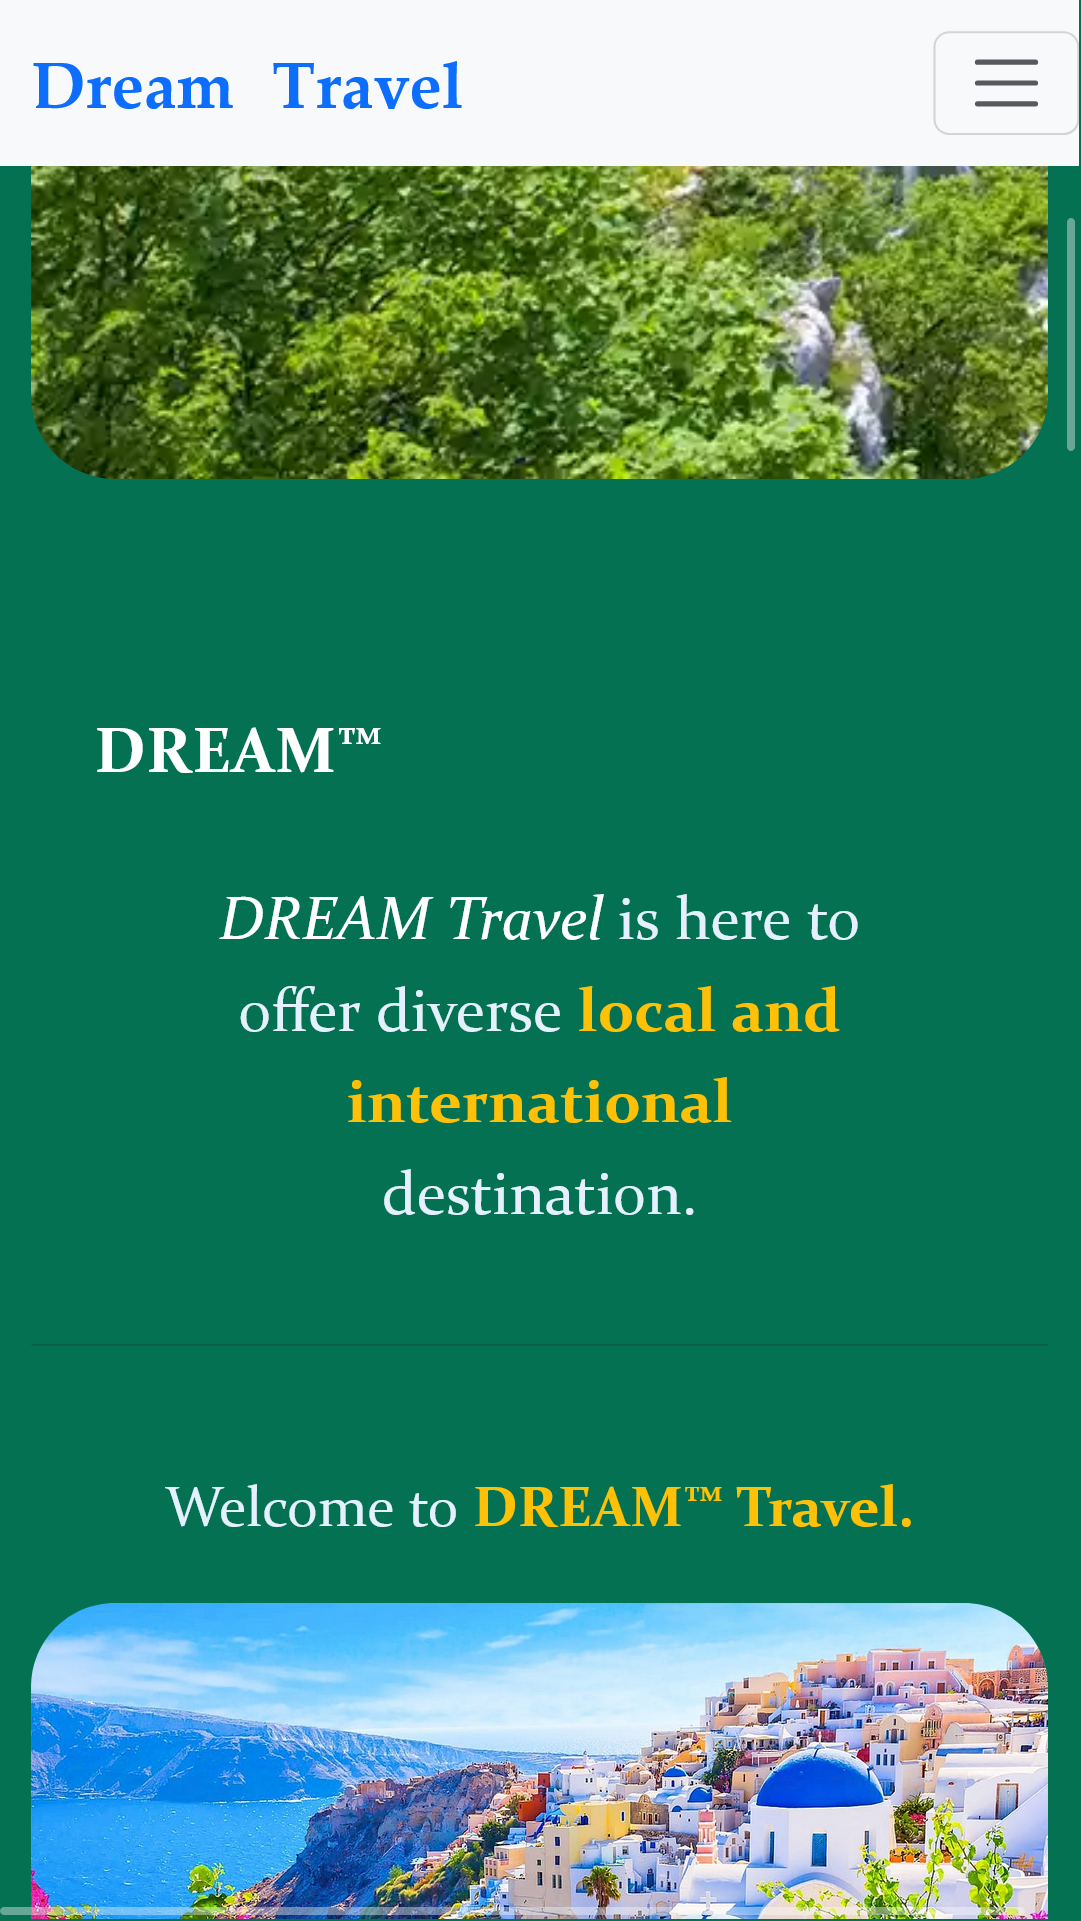 Dream Travel
DREAM™
DREAM Travel is here to
offer diverse local and
international
destination.
Welcome to DREAM™ Travel.